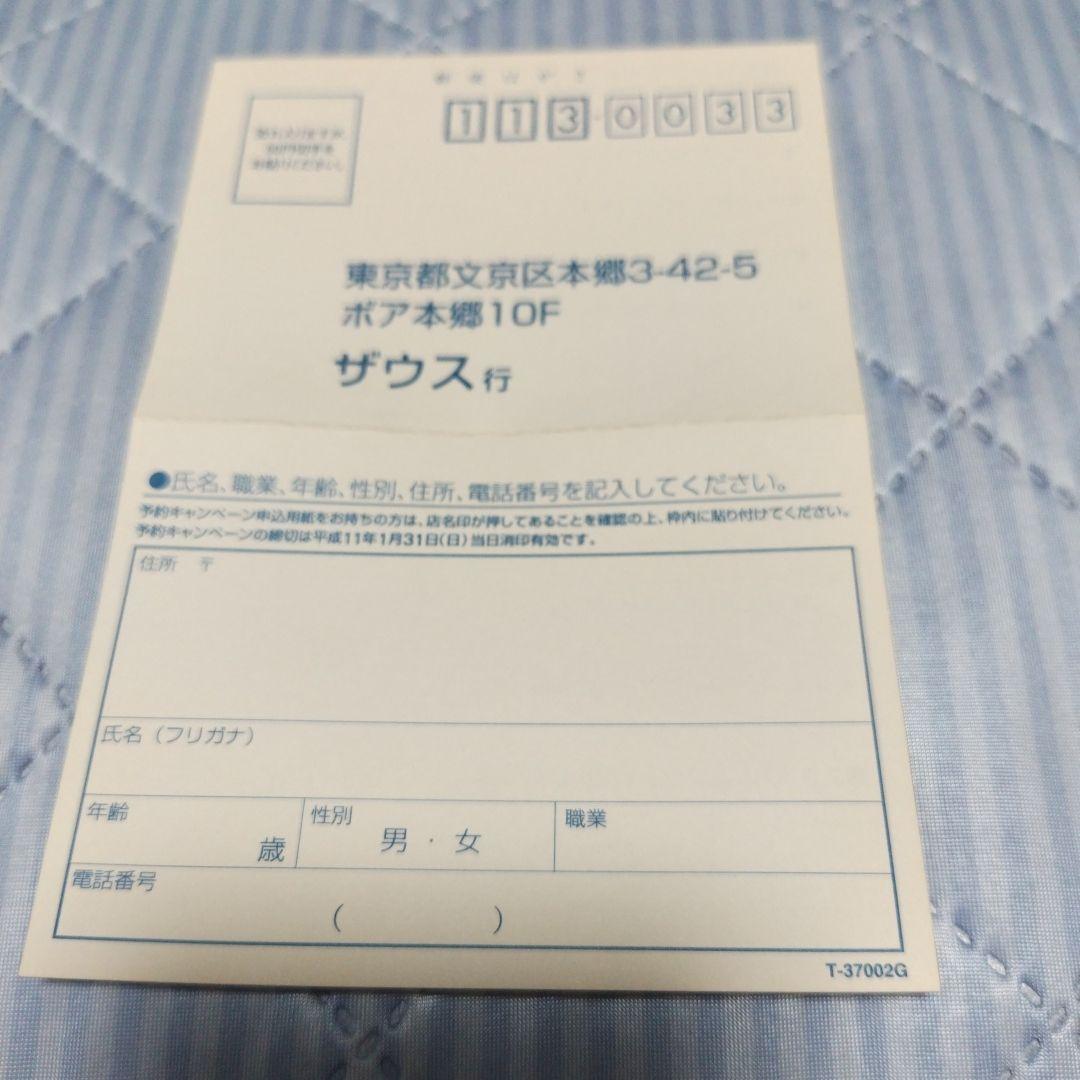 郵便はがき
113-0033
東京都文京区本郷3-42-5
ボア本郷10F
ザウス 行
●氏名、職業、年齢、性別、住所、電話番号を記入してください。
予約キャンペーン申込用紙をお持ちの方は、店名印が押してあることを確認の上、枠内に貼り付けてください。
予約キャンペーンの締切は平成11年1月31日(日)当日消印有効です。
住所 〒
氏名(フリガナ)
年齢 歳
性別 男・女
職業
電話番号
( )
T-37002G